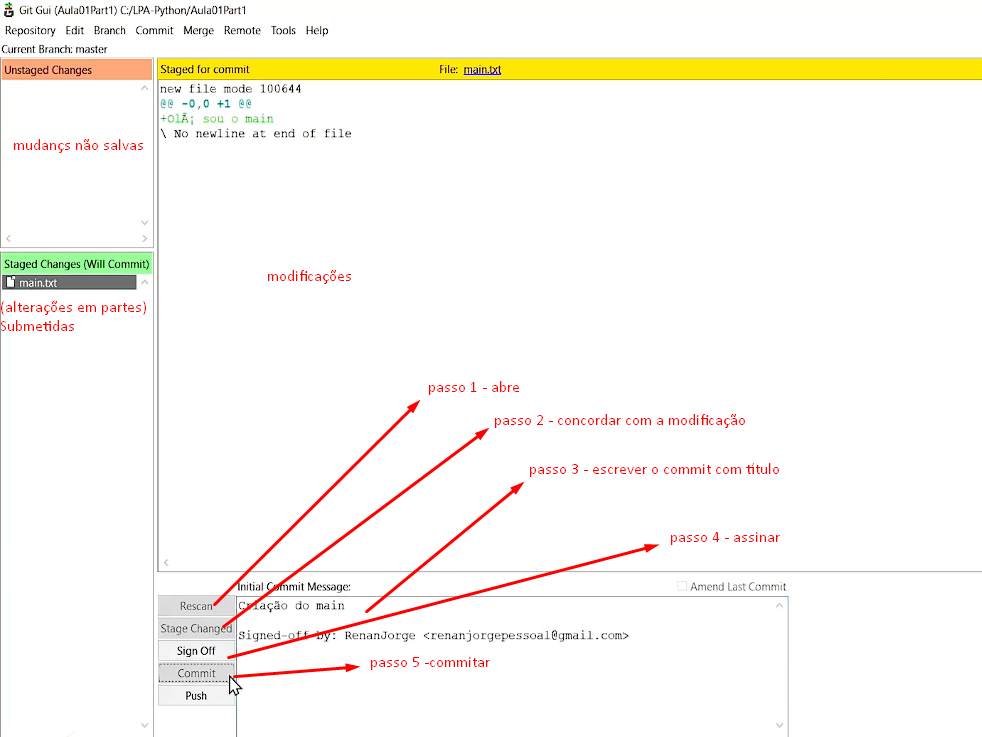 Git Gui (Aula01Part1) C:/LPA-Python/Aula01Part1
Repository Edit Branch Commit Merge Remote Tools Help
Current Branch: master
Unstaged Changes
mudançs não salvas
Staged Changes (Will Commit)
main.txt
(alterações em partes)
Submetidas
Staged for commit File: main.txt
new file mode 100644
@@ -0,0 +1 @@
+OlÃ¡ sou o main
\ No newline at end of file
modificações
passo 1 - abre
passo 2 - concordar com a modificação
passo 3 - escrever o commit com titulo
passo 4 - assinar
Initial Commit Message: Amend Last Commit
Rescan
Stage Changed
Sign Off
Commit
Push
Criação do main
Signed-off by: RenanJorge <renanjorgepessoal@gmail.com>
passo 5 -commitar